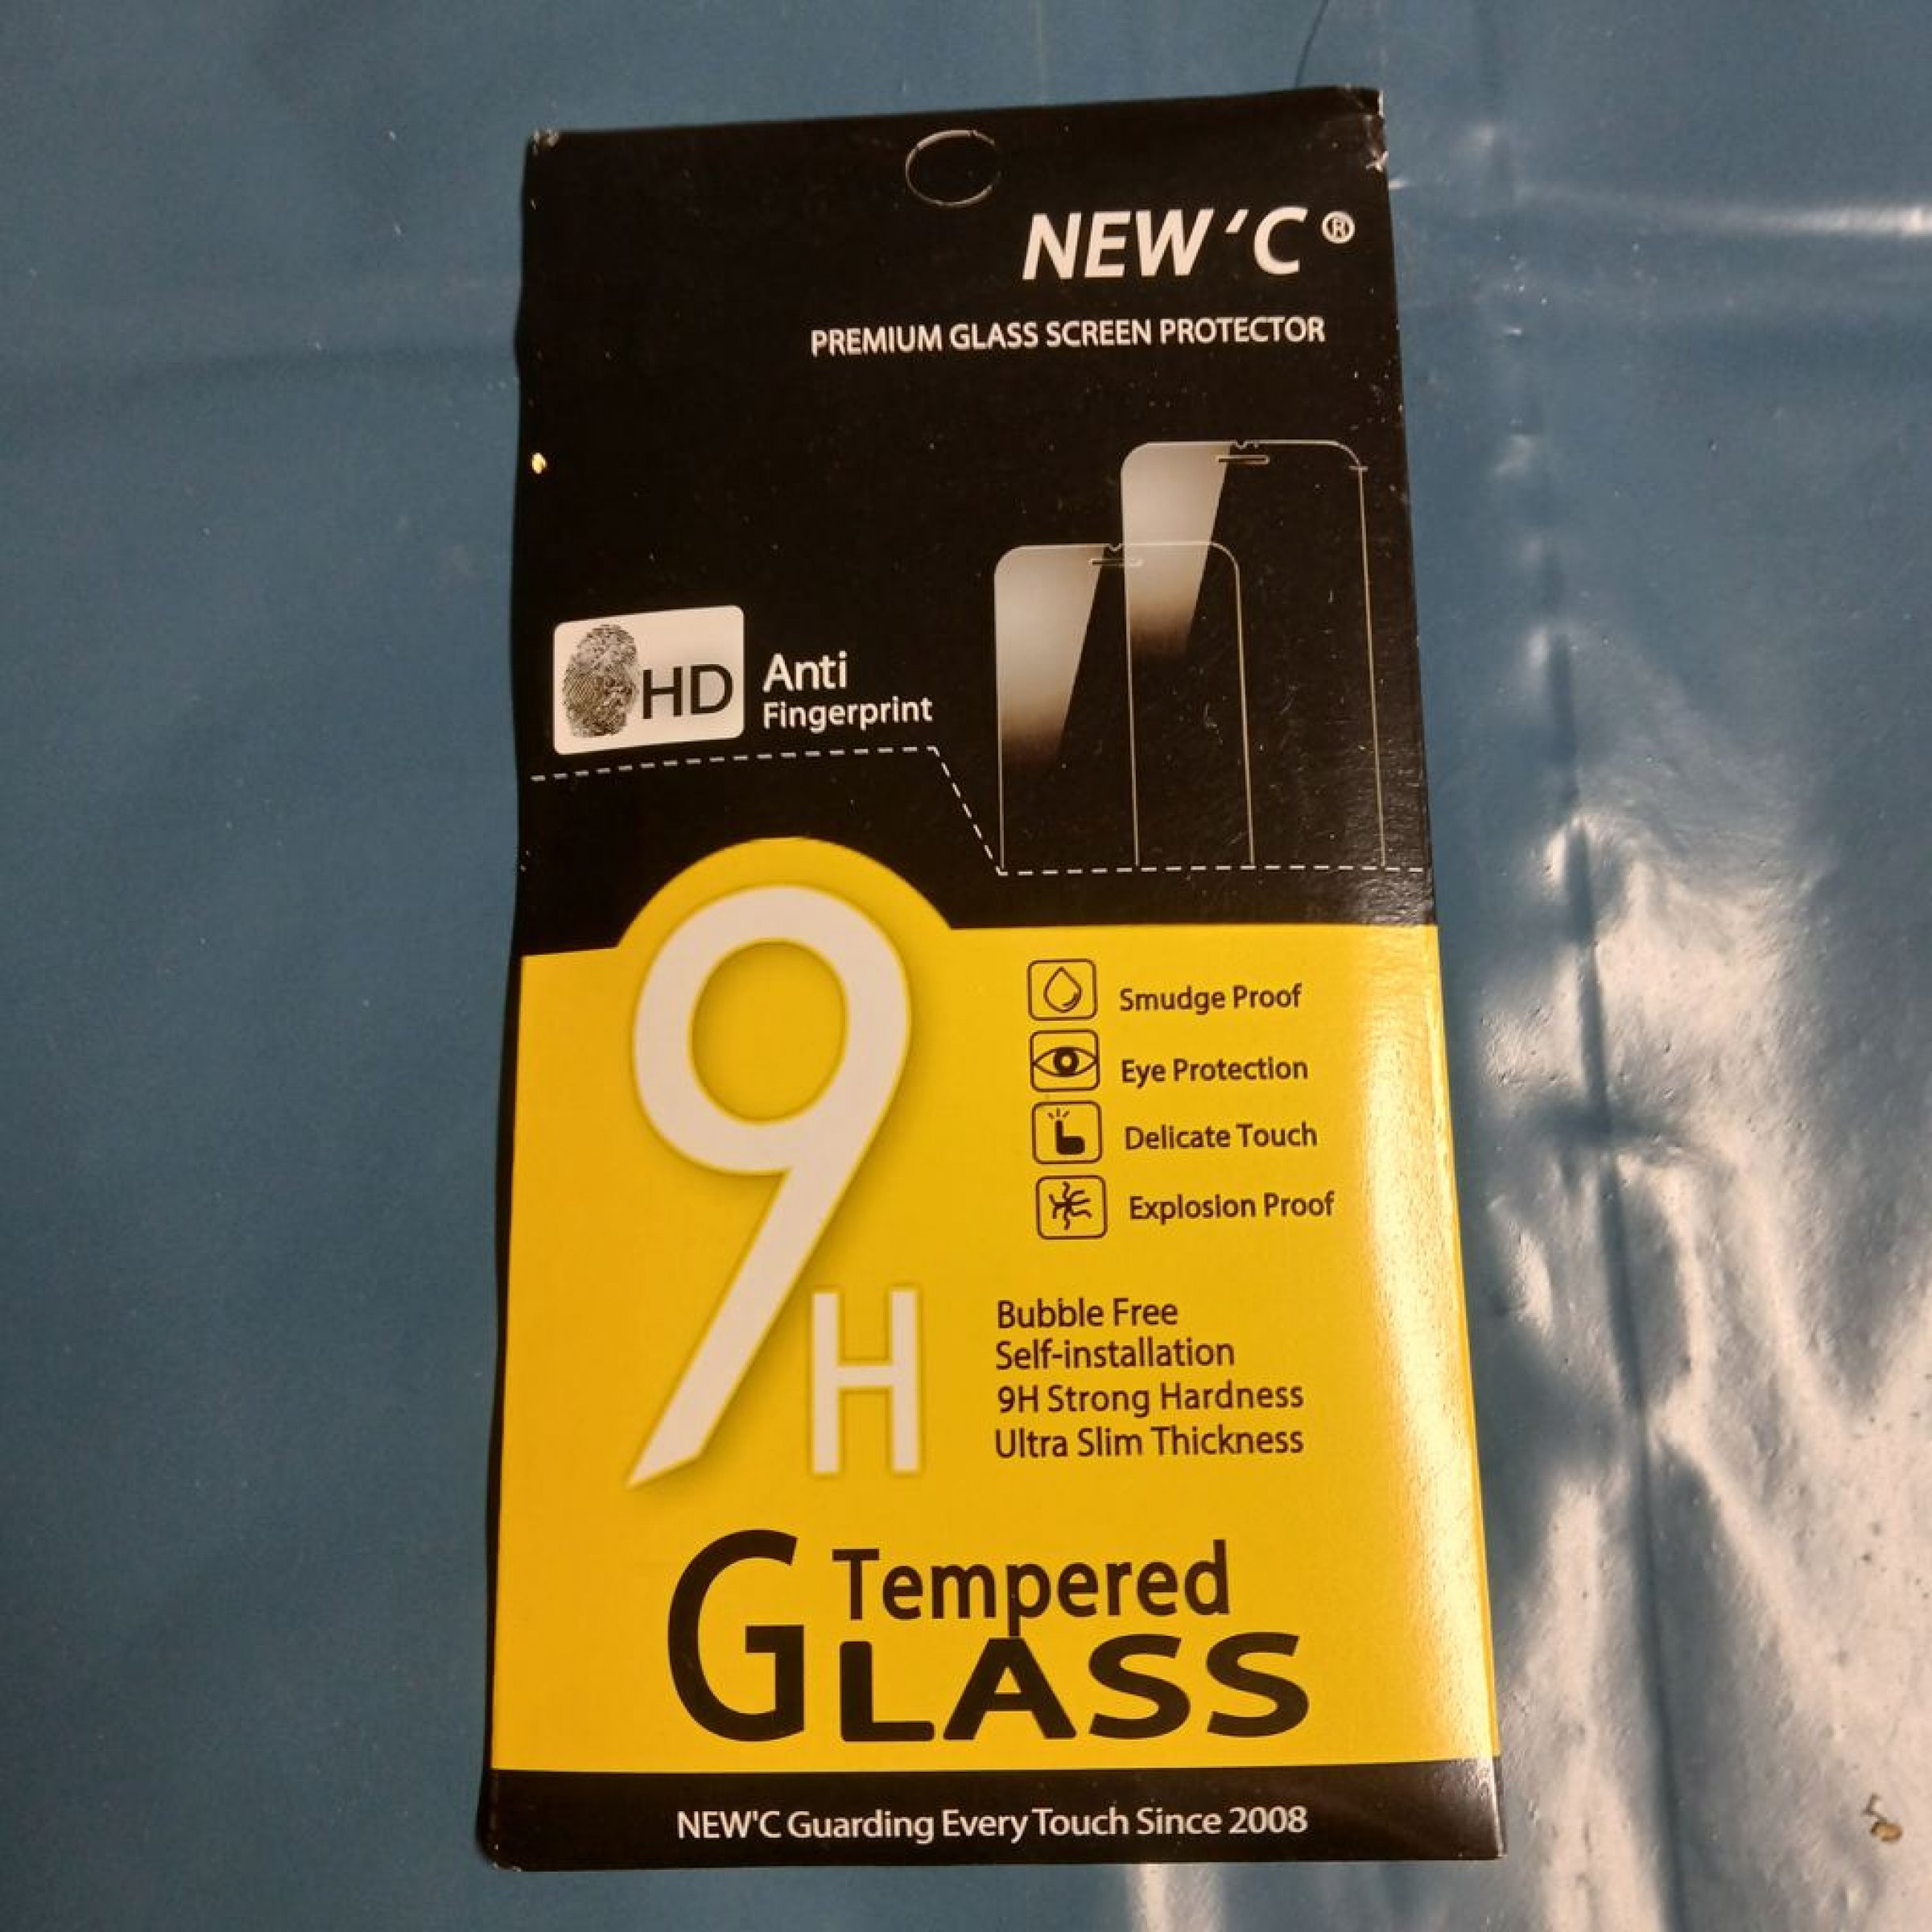 NEW'C®
PREMIUM GLASS SCREEN PROTECTOR
HD
Anti
Fingerprint
9H
Smudge Proof
Eye Protection
Delicate Touch
Explosion Proof
Bubble Free
Self-installation
9H Strong Hardness
Ultra Slim Thickness
Tempered
GLASS
NEW'C Guarding Every Touch Since 2008